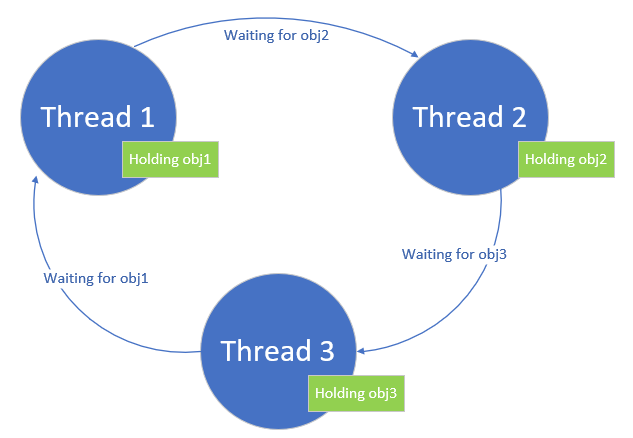 Waiting for obj2
Thread 1
Thread 2
Holding obj1
Holding obj2
Waiting for obj3
Waiting for obj1
Thread 3
Holding obj3